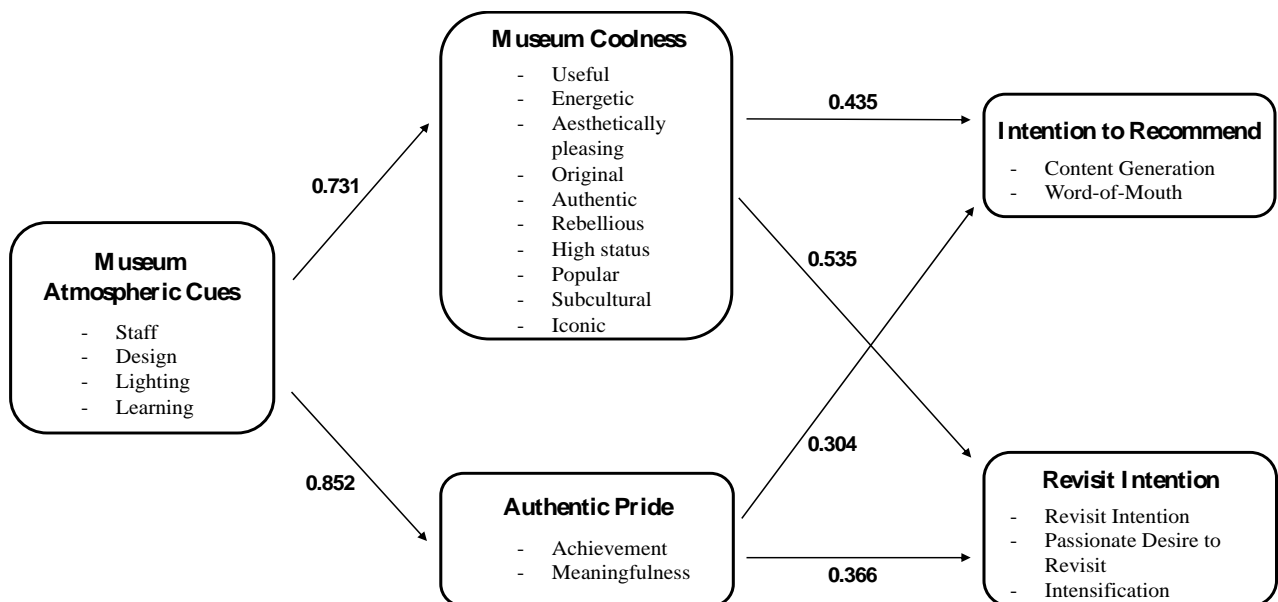 Museum Coolness
- Useful
- Energetic
- Aesthetically
pleasing
- Original
- Authentic
- Rebellious
- High status
- Popular
- Subcultural
- Iconic
0.435
Intention to Recommend
- Content Generation
- Word-of-Mouth
0.731
Museum
Atmospheric Cues
- Staff
- Design
- Lighting
- Learning
0.535
0.852
0.304
Authentic Pride
- Achievement
- Meaningfulness
0.366
Revisit Intention
- Revisit Intention
- Passionate Desire to
Revisit
- Intensification